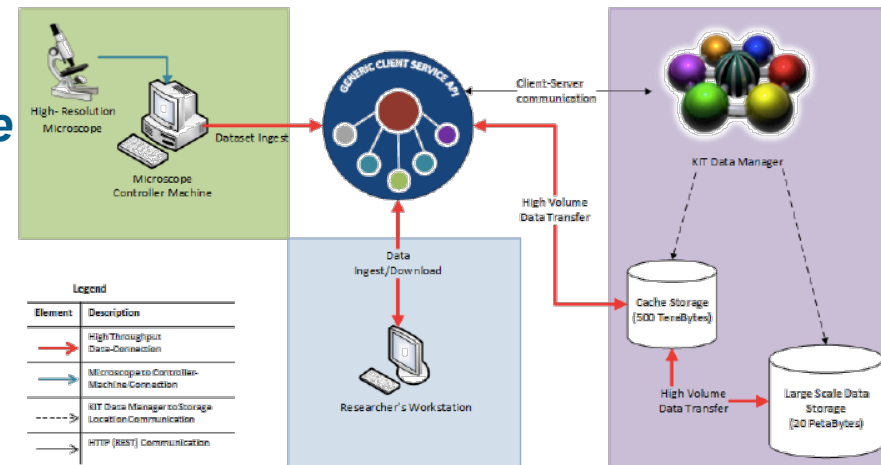 e
High- Resolution
Microscope
Microscope
Controller Machine
Dataset Ingest
GENERIC CLIENT SERVICE API
Client-Server
communication
KIT Data Manager
High Volume
Data Transfer
Data
Ingest/Download
Researcher's Workstation
Cache Storage
(500 TeraBytes)
High Volume
Data Transfer
Large Scale Data
Storage
(20 PetaBytes)
Legend
Element Description
High Throughput
Data-Connection
Microscope to Controller-
Machine Connection
KIT Data Manager to Storage
Location Communication
HTTP (REST) Communication